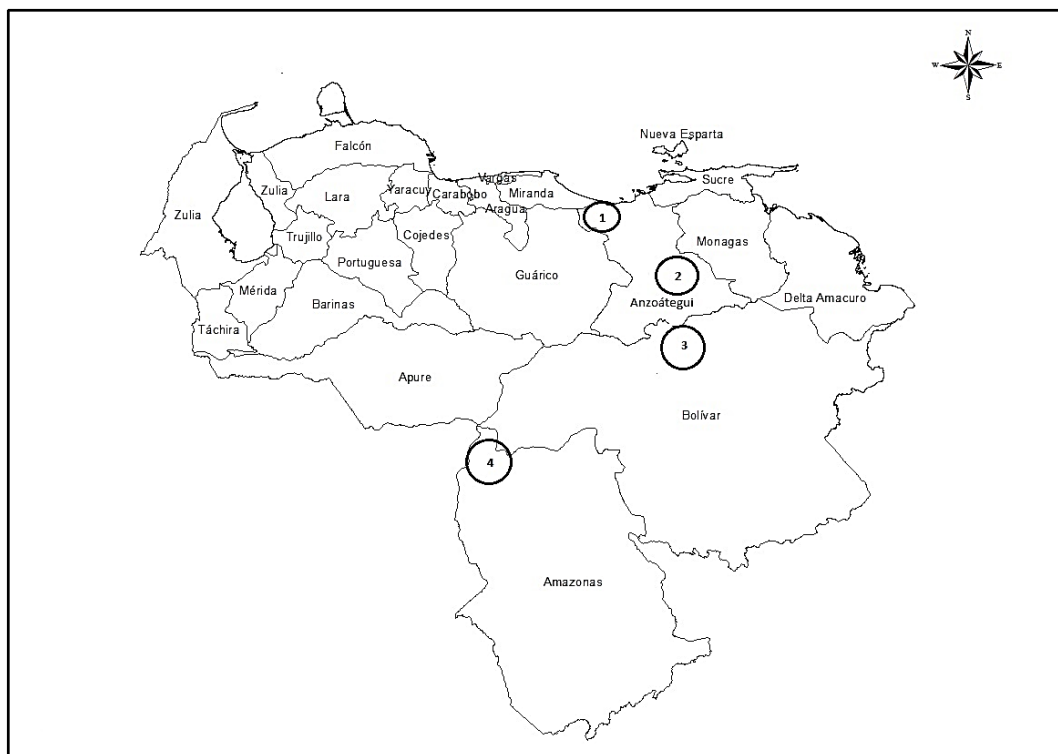 N
W E
S
Nueva Esparta
Falcón
Vargas
Sucre
Zulia
Yaracuy
Carabobo
Miranda
Lara
Aragua
Zulia
1
Trujillo
Cojedes
Monagas
Portuguesa
Guárico
2
Mérida
Barinas
Anzoátegui
Delta Amacuro
Táchira
3
Apure
Bolívar
4
Amazonas